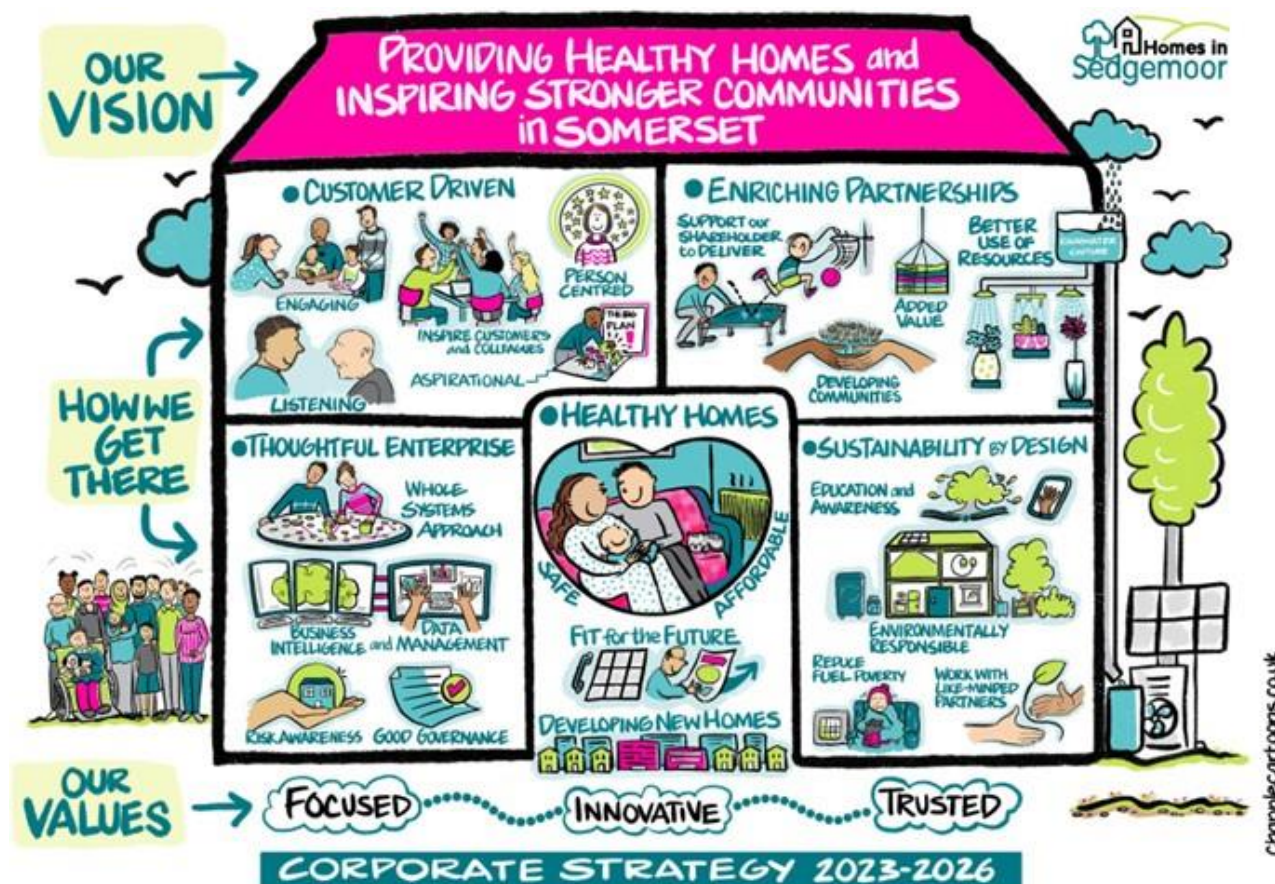 OUR
VISION
PROVIDING HEALTHY HOMES and
INSPIRING STRONGER COMMUNITIES
in SOMERSET
Homes in
Sedgemoor
HOW WE
GET
THERE
CUSTOMER DRIVEN
ENGAGING
INSPIRE CUSTOMERS
and COLLEAGUES
PERSON
CENTRED
LISTENING
ASPIRATIONAL
THE BIG
PLAN
!
ENRICHING PARTNERSHIPS
SUPPORT our
SHAREHOLDER
to DELIVER
ADDED
VALUE
BETTER
USE OF
RESOURCES
DEVELOPING
COMMUNITIES
RAINWATER
CAPTURE
THOUGHTFUL ENTERPRISE
WHOLE
SYSTEMS
APPROACH
BUSINESS
INTELLIGENCE and
DATA
MANAGEMENT
RISK AWARENESS
GOOD GOVERNANCE
HEALTHY HOMES
SAFE
AFFORDABLE
FIT for the FUTURE
DEVELOPING NEW HOMES
SUSTAINABILITY BY DESIGN
EDUCATION and
AWARENESS
ENVIRONMENTALLY
RESPONSIBLE
REDUCE
FUEL POVERTY
WORK WITH
LIKE-MINDED
PARTNERS
OUR
VALUES
FOCUSED
INNOVATIVE
TRUSTED
CORPORATE STRATEGY 2023-2026
chapplecartoons.co.uk